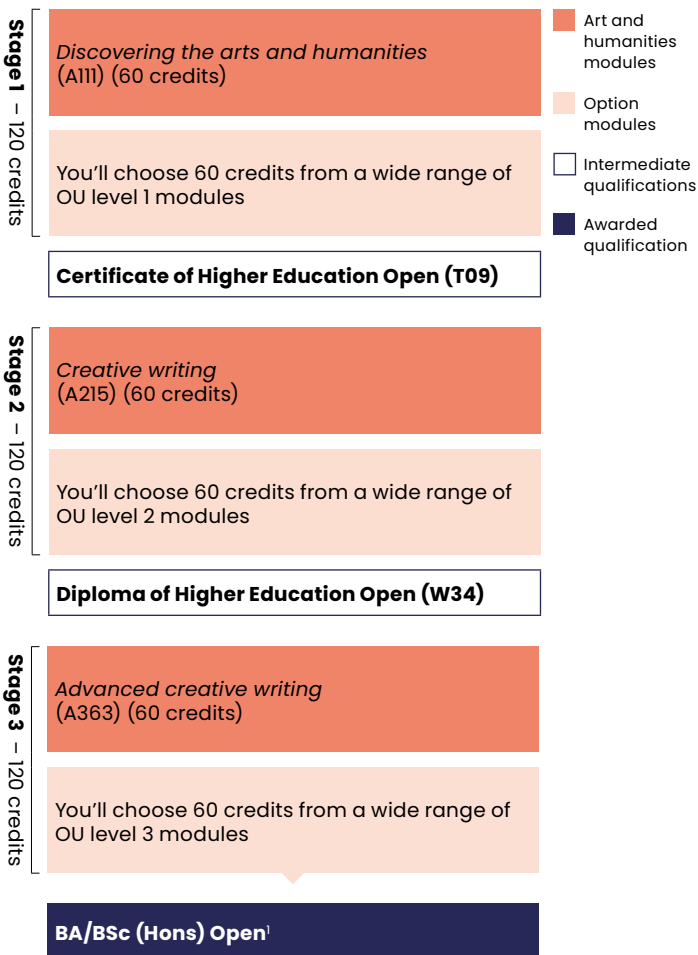 Stage 1 – 120 credits
Discovering the arts and humanities
(A111) (60 credits)
You’ll choose 60 credits from a wide range of
OU level 1 modules
Certificate of Higher Education Open (T09)
Stage 2 – 120 credits
Creative writing
(A215) (60 credits)
You’ll choose 60 credits from a wide range of
OU level 2 modules
Diploma of Higher Education Open (W34)
Stage 3 – 120 credits
Advanced creative writing
(A363) (60 credits)
You’ll choose 60 credits from a wide range of
OU level 3 modules
BA/BSc (Hons) Open¹
Art and
humanities
modules
Option
modules
Intermediate
qualifications
Awarded
qualification